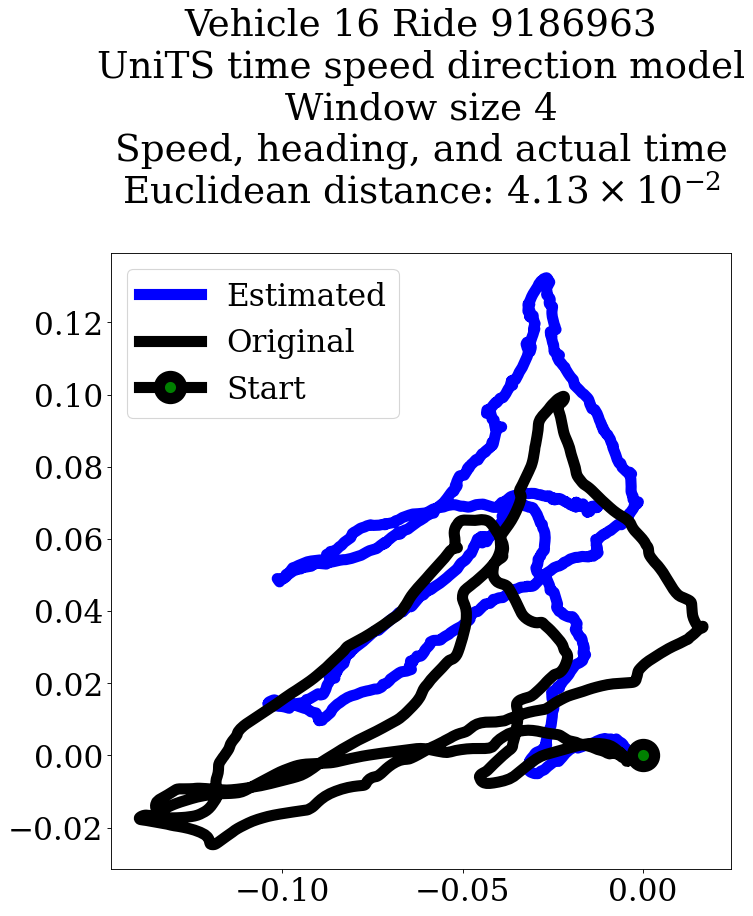 Vehicle 16 Ride 9186963
UniTS time speed direction model
Window size 4
Speed, heading, and actual time
Euclidean distance: 4.13 × 10⁻²
Estimated
Original
Start
0.12
0.10
0.08
0.06
0.04
0.02
0.00
−0.02
−0.10 −0.05 0.00